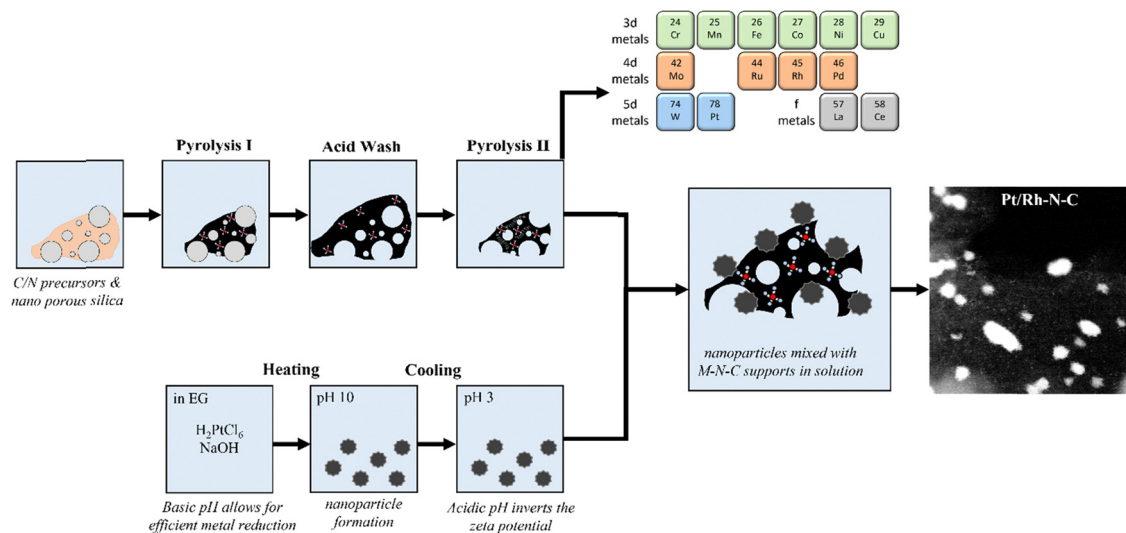 3d
metals
24
Cr
25
Mn
26
Fe
27
Co
28
Ni
29
Cu
4d
metals
42
Mo
44
Ru
45
Rh
46
Pd
5d
metals
74
W
78
Pt
f
metals
57
La
58
Ce
Pyrolysis I
Acid Wash
Pyrolysis II
C/N precursors &
nano porous silica
nanoparticles mixed with
M-N-C supports in solution
Pt/Rh-N-C
Heating
Cooling
in EG
H₂PtCl₆
NaOH
pH 10
pH 3
Basic pH allows for
efficient metal reduction
nanoparticle
formation
Acidic pH inverts the
zeta potential